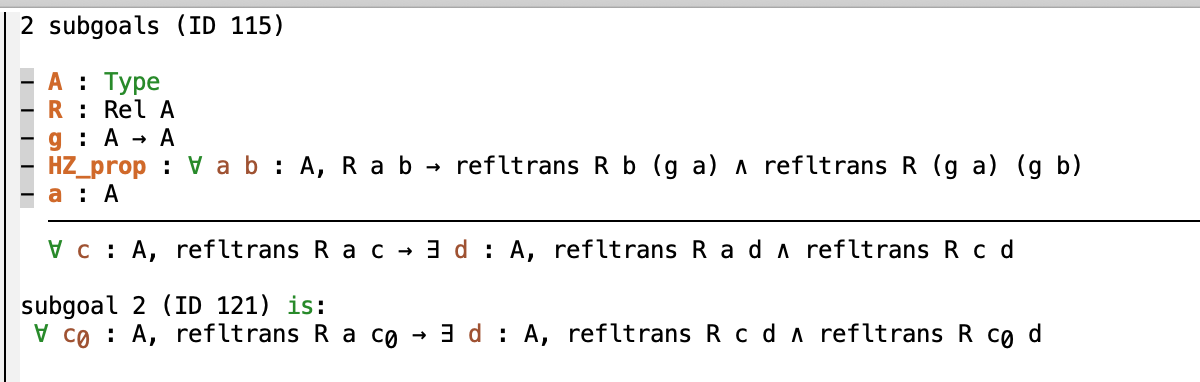 2 subgoals (ID 115)
- A : Type
- R : Rel A
- g : A → A
- HZ_prop : ∀ a b : A, R a b → refltrans R b (g a) ∧ refltrans R (g a) (g b)
- a : A
∀ c : A, refltrans R a c → ∃ d : A, refltrans R a d ∧ refltrans R c d
subgoal 2 (ID 121) is:
∀ c₀ : A, refltrans R a c₀ → ∃ d : A, refltrans R c d ∧ refltrans R c₀ d